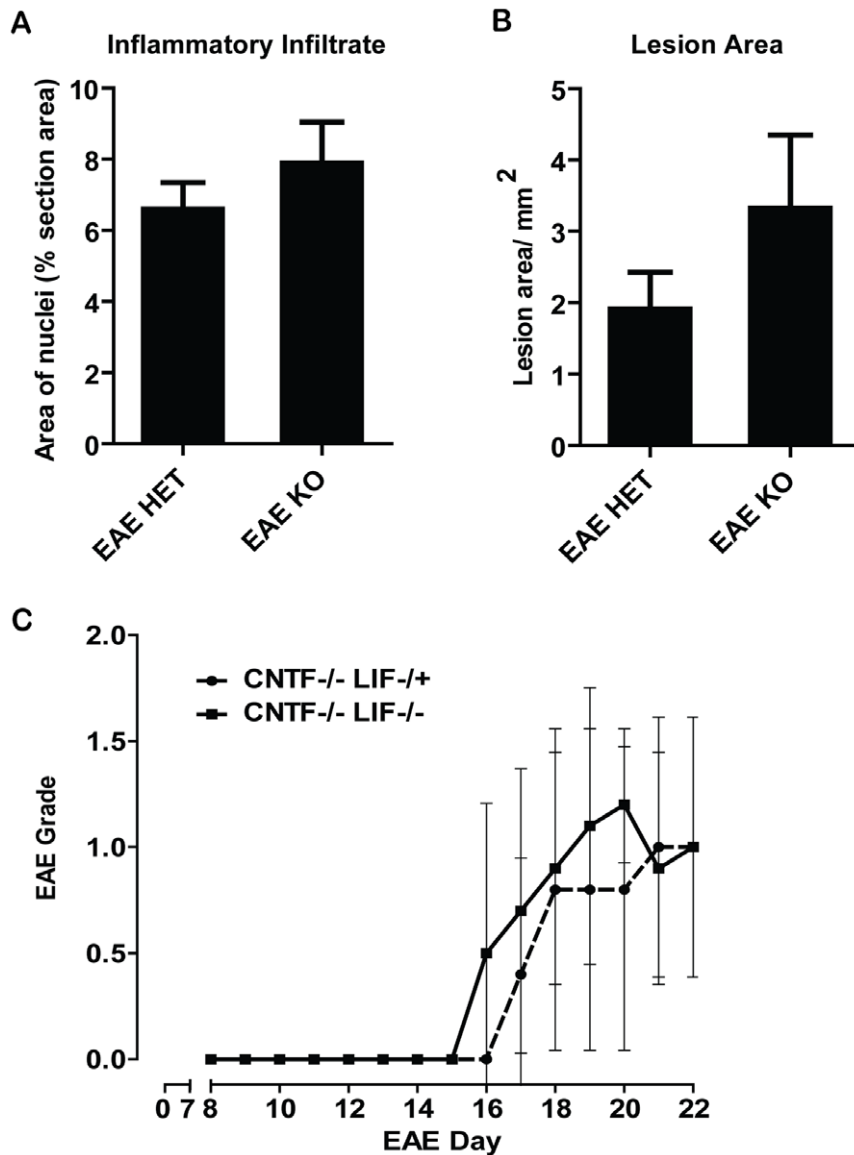 A
Inflammatory Infiltrate
Area of nuclei (% section area)
10
8
6
4
2
0
EAE HET
EAE KO
B
Lesion Area
Lesion area/ mm²
5
4
3
2
1
0
EAE HET
EAE KO
C
EAE Grade
2.0
1.5
1.0
0.5
0.0
CNTF-/- LIF-/+
CNTF-/- LIF-/-
0 7 8 10 12 14 16 18 20 22
EAE Day